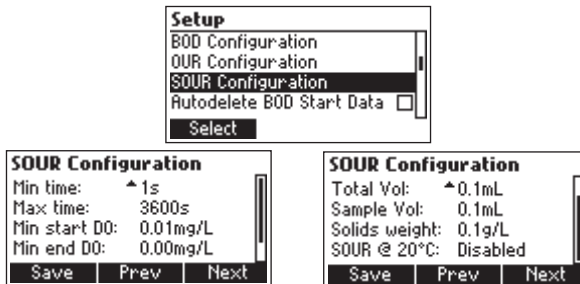 Setup
BOD Configuration
OUR Configuration
SOUR Configuration
Autodelete BOD Start Data
Select
SOUR Configuration
Min time: 1s
Max time: 3600s
Min start DO: 0.01mg/L
Min end DO: 0.00mg/L
Save Prev Next
SOUR Configuration
Total Vol: 0.1mL
Sample Vol: 0.1mL
Solids weight: 0.1g/L
SOUR @ 20°C: Disabled
Save Prev Next